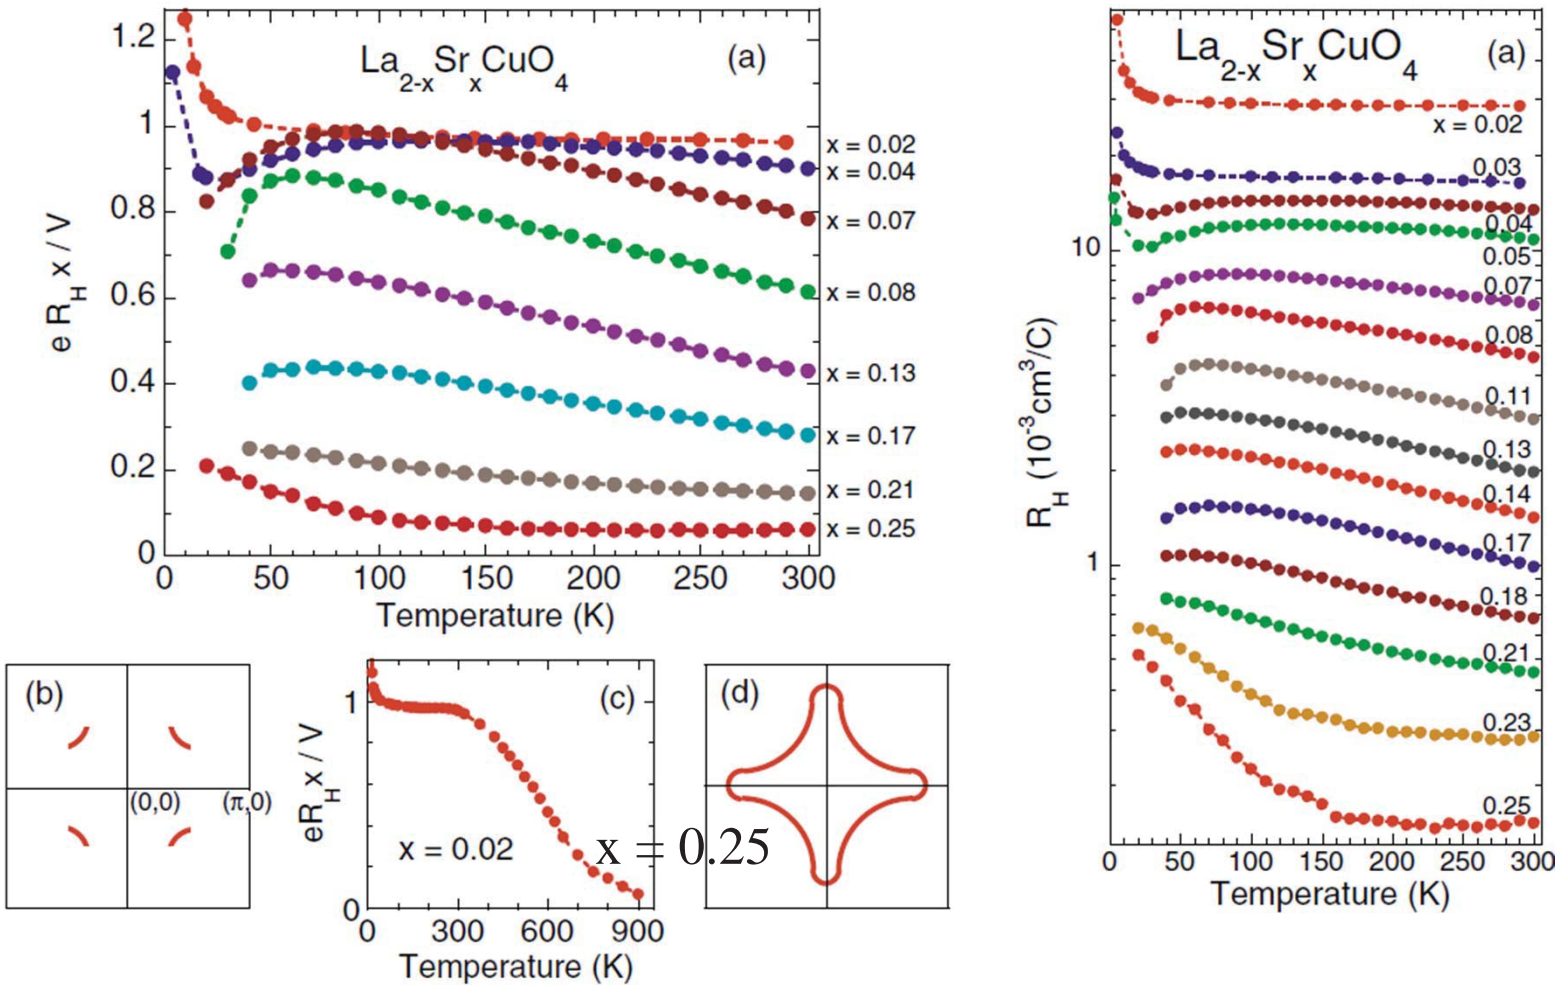 La2-xSrxCuO4
(a)
1.2
1
0.8
0.6
0.4
0.2
0
e RH x / V
x = 0.02
x = 0.04
x = 0.07
x = 0.08
x = 0.13
x = 0.17
x = 0.21
x = 0.25
0 50 100 150 200 250 300
Temperature (K)
(b)
(0,0) (π,0)
(c)
1
0
eRH x / V
x = 0.02
0 300 600 900
Temperature (K)
x = 0.25
(d)
La2-xSrxCuO4
(a)
10
1
RH (10-3cm3/C)
x = 0.02
0.03
0.04
0.05
0.07
0.08
0.11
0.13
0.14
0.17
0.18
0.21
0.23
0.25
0 50 100 150 200 250 300
Temperature (K)